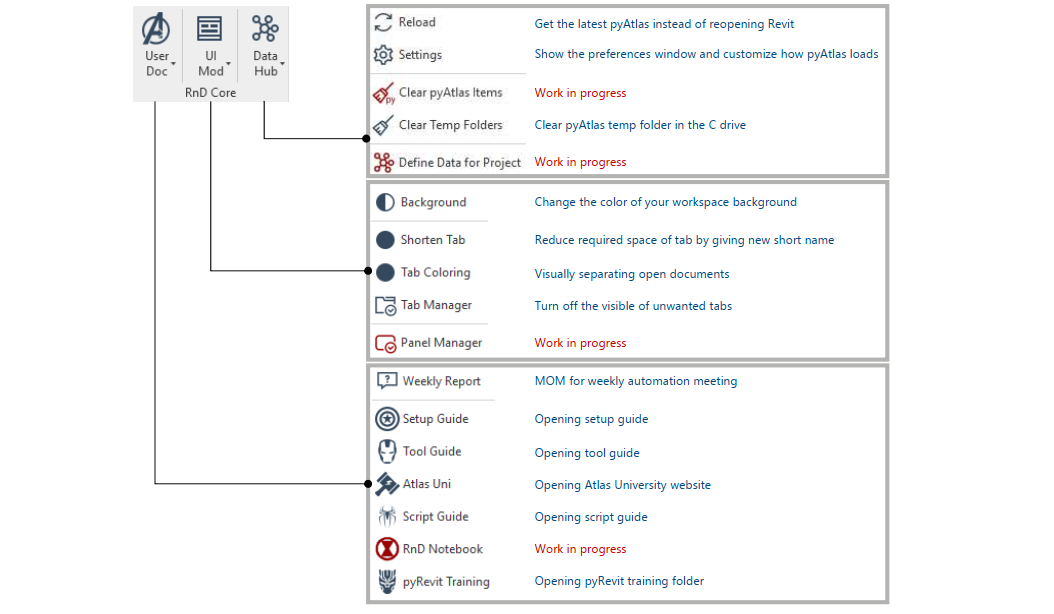 User
Doc
UI
Mod
Data
Hub
RnD Core
Reload Get the latest pyAtlas instead of reopening Revit
Settings Show the preferences window and customize how pyAtlas loads
py Clear pyAtlas Items Work in progress
Clear Temp Folders Clear pyAtlas temp folder in the C drive
Define Data for Project Work in progress
Background Change the color of your workspace background
Shorten Tab Reduce required space of tab by giving new short name
Tab Coloring Visually separating open documents
Tab Manager Turn off the visible of unwanted tabs
Panel Manager Work in progress
? Weekly Report MOM for weekly automation meeting
Setup Guide Opening setup guide
Tool Guide Opening tool guide
Atlas Uni Opening Atlas University website
Script Guide Opening script guide
RnD Notebook Work in progress
pyRevit Training Opening pyRevit training folder